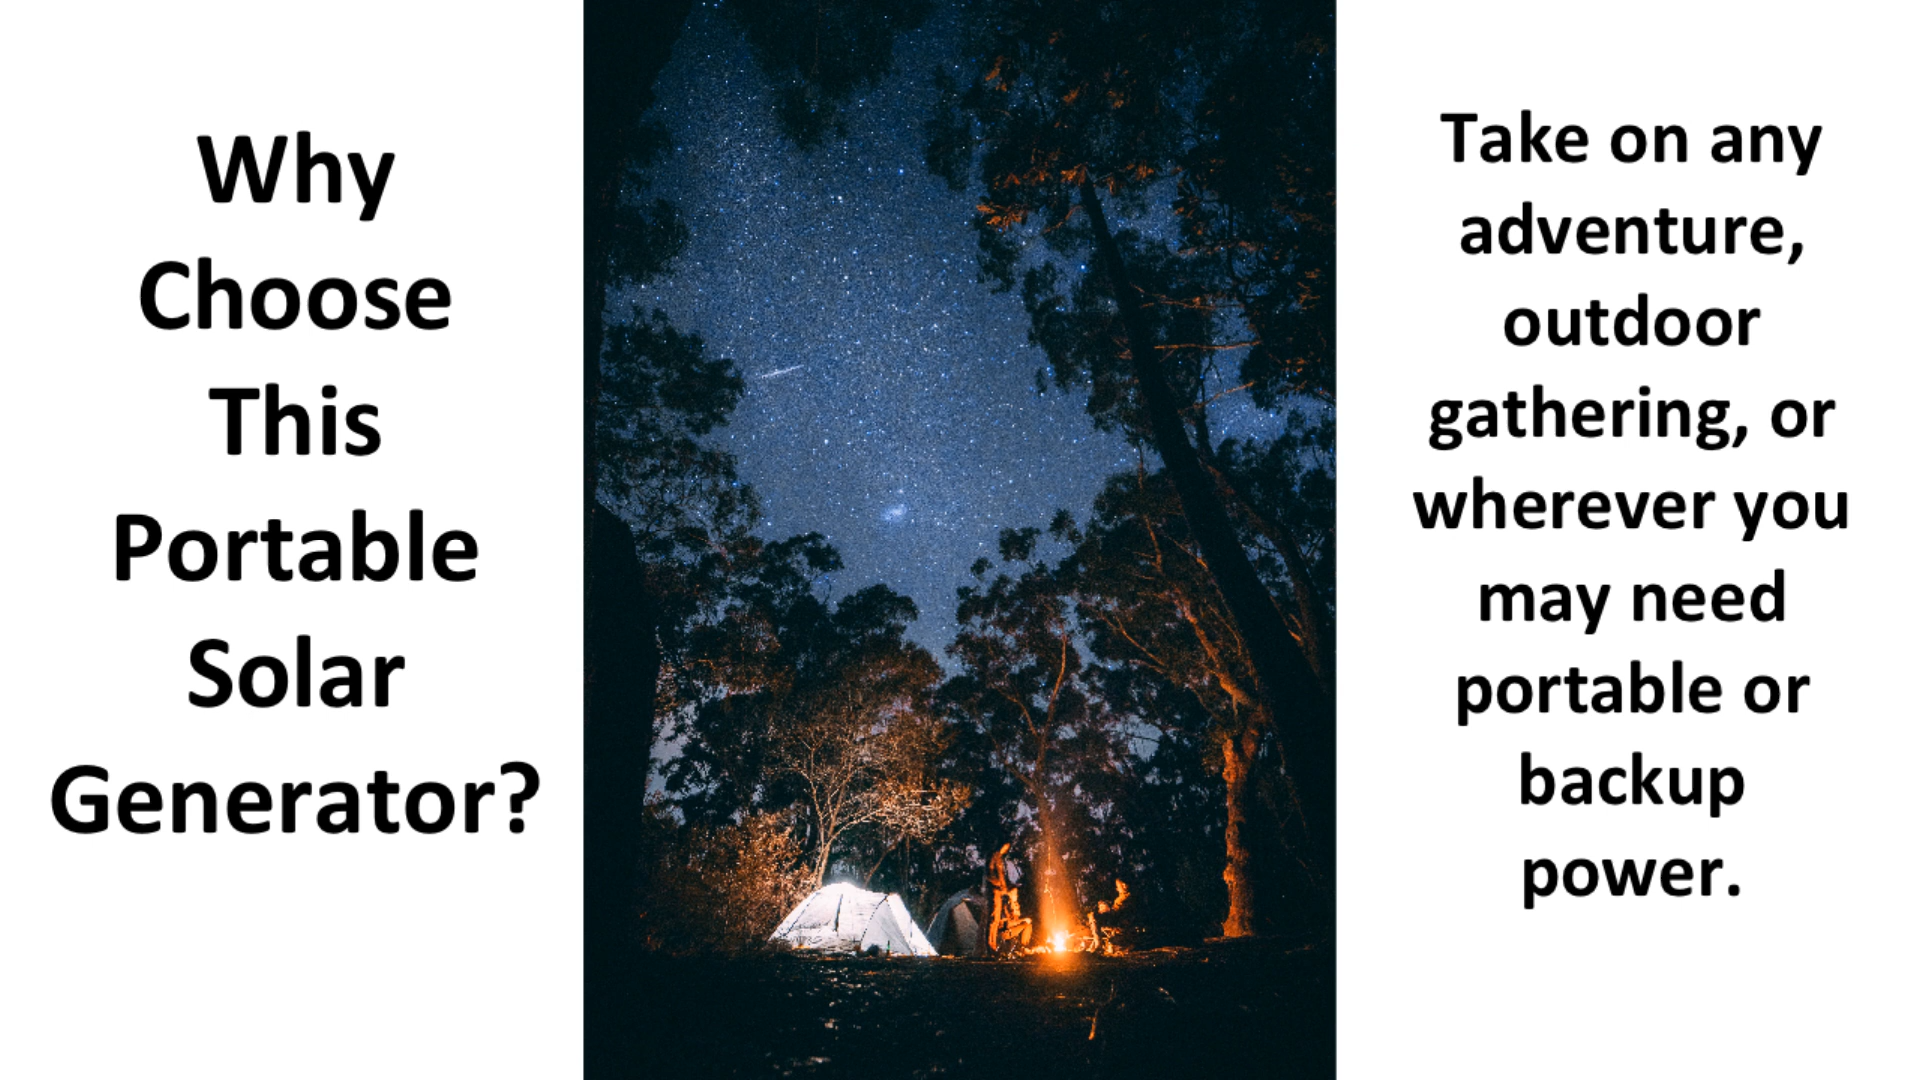 Why
Choose
This
Portable
Solar
Generator?
Take on any
adventure,
outdoor
gathering, or
wherever you
may need
portable or
backup
power.